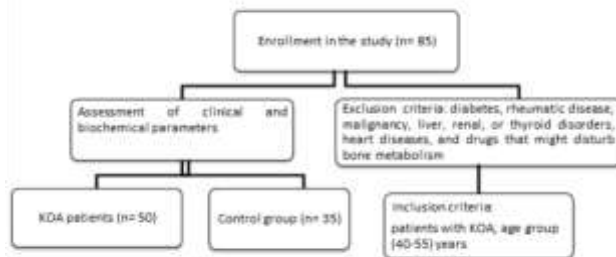 Enrollment in the study (n= 85)
Assessment of clinical and
biochemical parameters
Exclusion criteria: diabetes, rheumatic disease,
malignancy, liver, renal, or thyroid disorders,
heart diseases, and drugs that might disturb
bone metabolism
KOA patients (n= 50)
Control group (n= 35)
Inclusion criteria:
patients with KOA, age group
(40-55) years